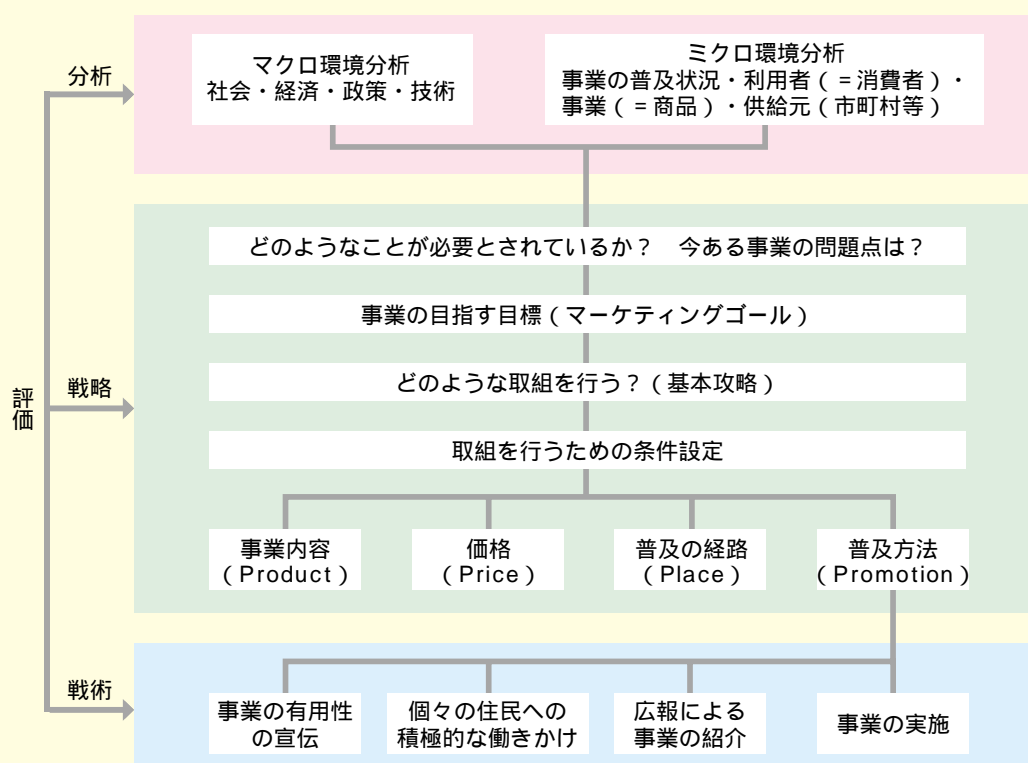 分析
マクロ環境分析
社会・経済・政策・技術
ミクロ環境分析
事業の普及状況・利用者(=消費者)・
事業(=商品)・供給元(市町村等)
評価
戦略
どのようなことが必要とされているか? 今ある事業の問題点は?
事業の目指す目標(マーケティングゴール)
どのような取組を行う?(基本攻略)
取組を行うための条件設定
事業内容
(Product)
価格
(Price)
普及の経路
(Place)
普及方法
(Promotion)
戦術
事業の有用性
の宣伝
個々の住民への
積極的な働きかけ
広報による
事業の紹介
事業の実施